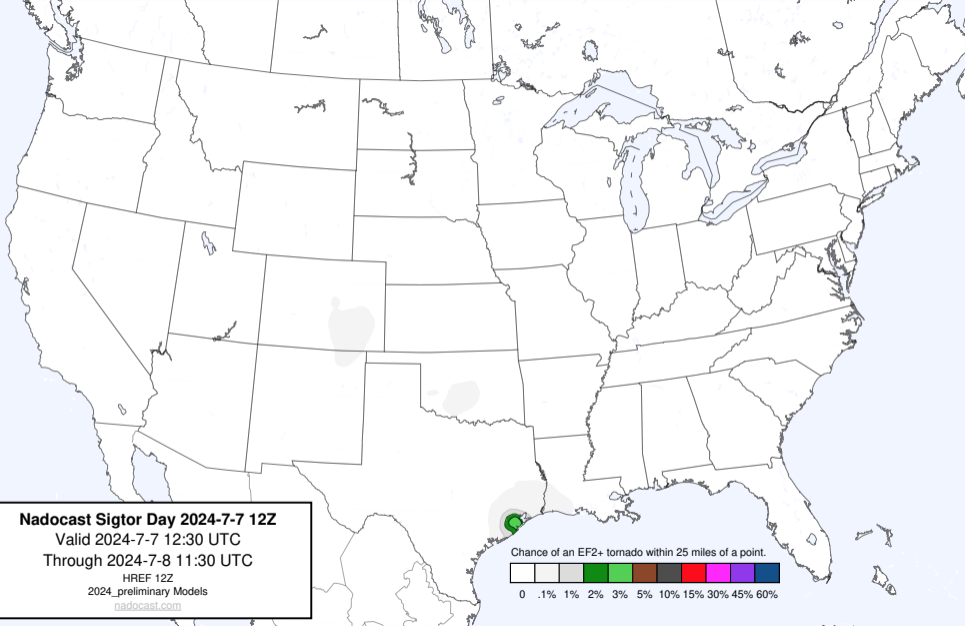 Nadocast Sigtor Day 2024-7-7 12Z
Valid 2024-7-7 12:30 UTC
Through 2024-7-8 11:30 UTC
HREF 12Z
2024_preliminary Models
nadocast.com
Chance of an EF2+ tornado within 25 miles of a point.
0 .1% 1% 2% 3% 5% 10% 15% 30% 45% 60%